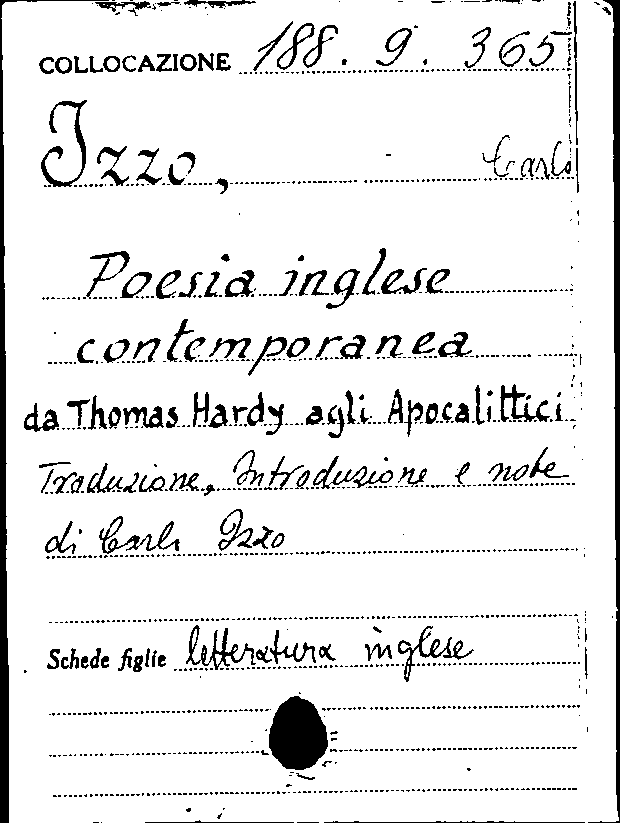 COLLOCAZIONE 188. 9. 365
Izzo, Carlo
Poesia inglese
contemporanea
da Thomas Hardy agli Apocalittici
Traduzione, Introduzione e note
di Carlo Izzo
Schede figlie letteratura inglese